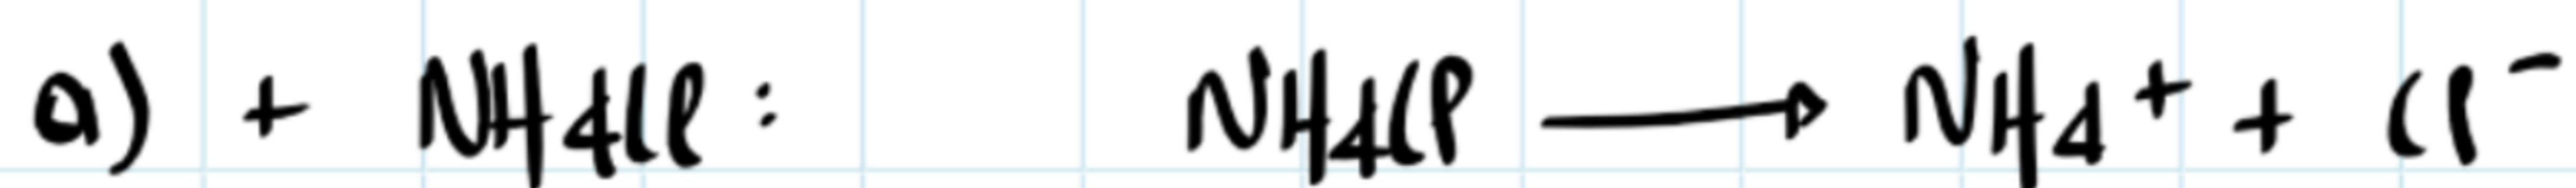 a) + NH4Cl : NH4Cl ⟶ NH4⁺ + Cl⁻